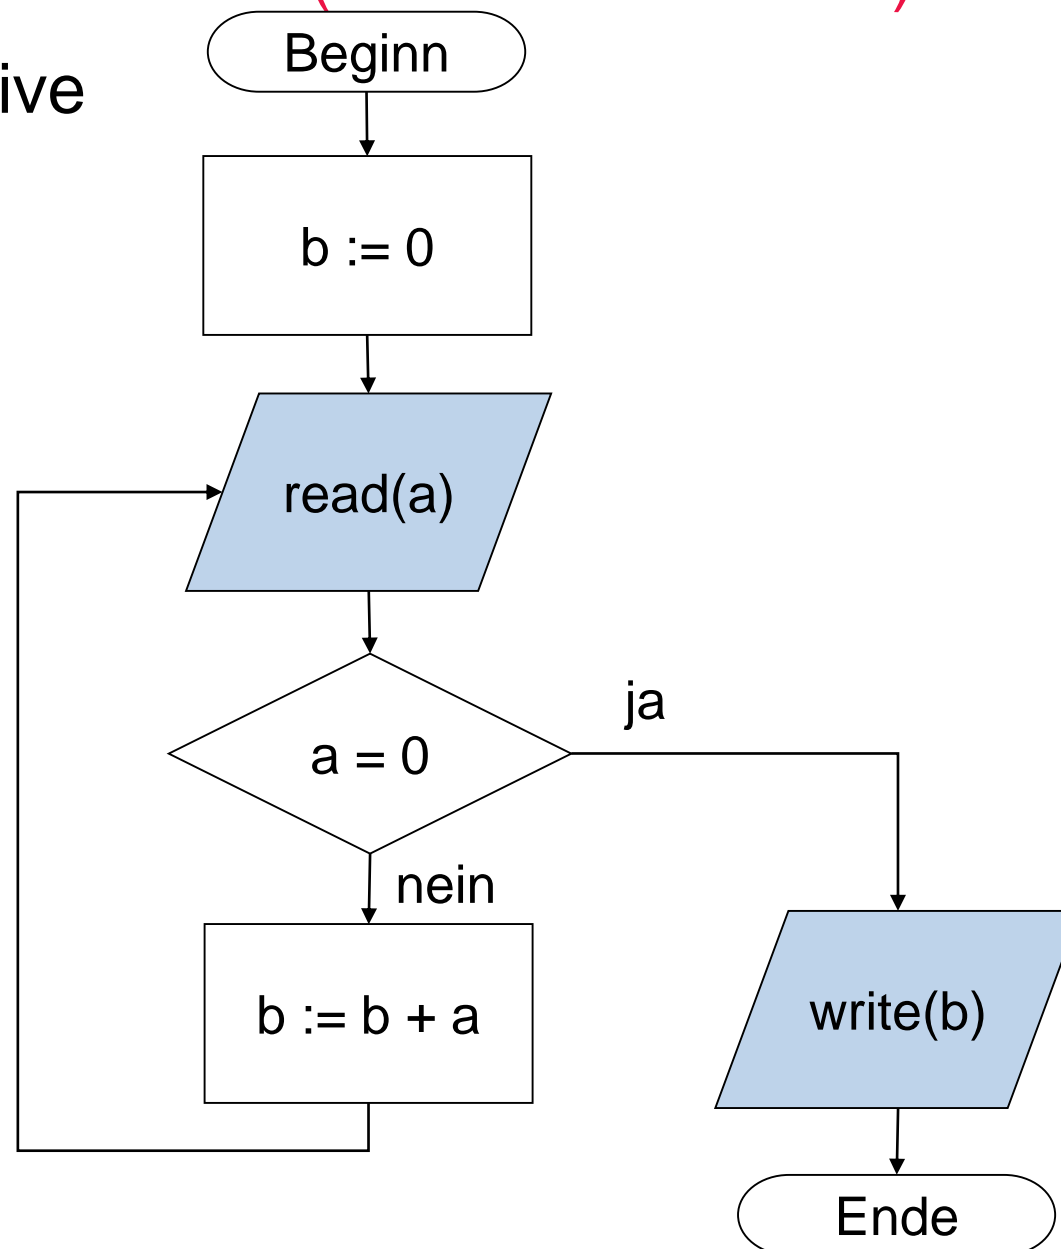 Beginn
ive
b := 0
read(a)
ja
a = 0
nein
b := b + a
write(b)
Ende